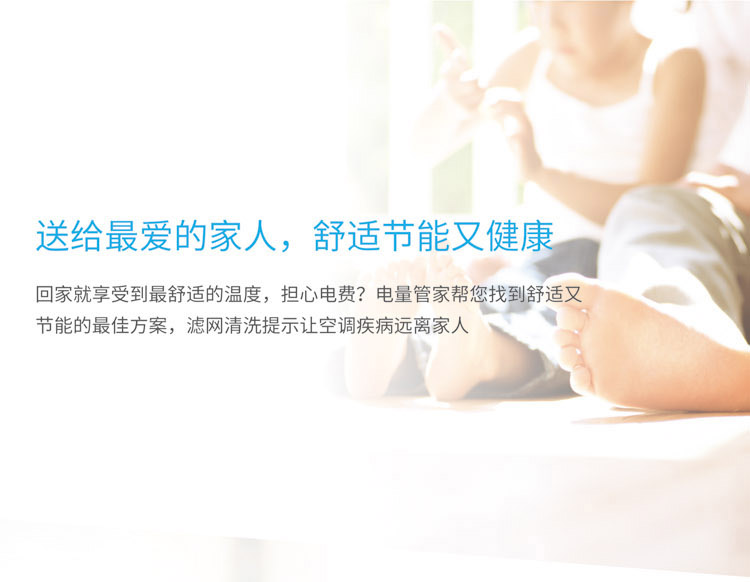 送给最爱的家人，舒适节能又健康
回家就享受到最舒适的温度，担心电费？电量管家帮您找到舒适又
节能的最佳方案，滤网清洗提示让空调疾病远离家人